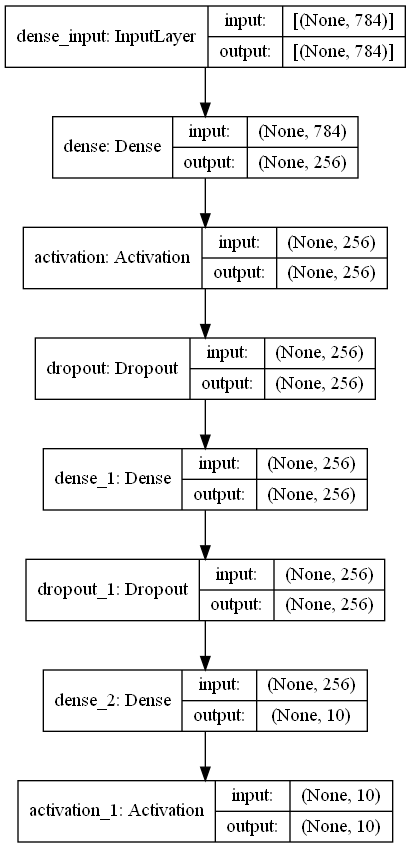 dense_input: InputLayer
input: [(None, 784)]
output: [(None, 784)]
dense: Dense
input: (None, 784)
output: (None, 256)
activation: Activation
input: (None, 256)
output: (None, 256)
dropout: Dropout
input: (None, 256)
output: (None, 256)
dense_1: Dense
input: (None, 256)
output: (None, 256)
dropout_1: Dropout
input: (None, 256)
output: (None, 256)
dense_2: Dense
input: (None, 256)
output: (None, 10)
activation_1: Activation
input: (None, 10)
output: (None, 10)